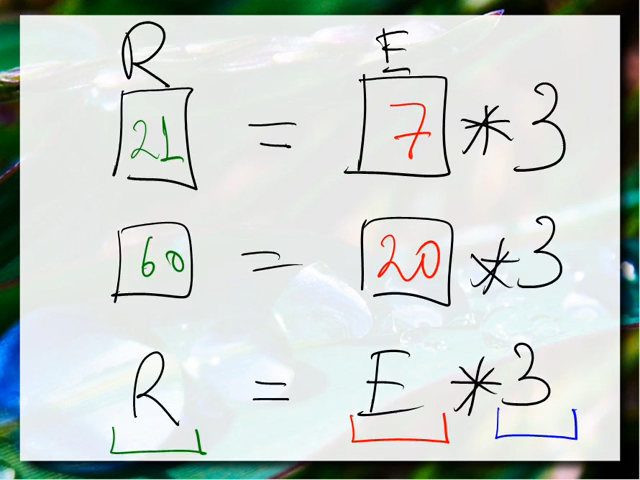 R E
21 = 7 * 3
60 = 20 * 3
R = E * 3